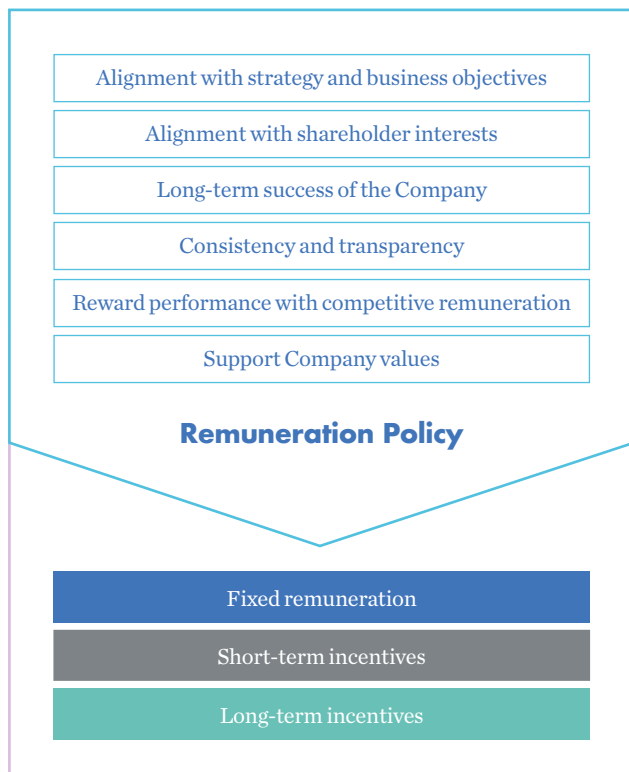 Alignment with strategy and business objectives
Alignment with shareholder interests
Long-term success of the Company
Consistency and transparency
Reward performance with competitive remuneration
Support Company values
Remuneration Policy
Fixed remuneration
Short-term incentives
Long-term incentives